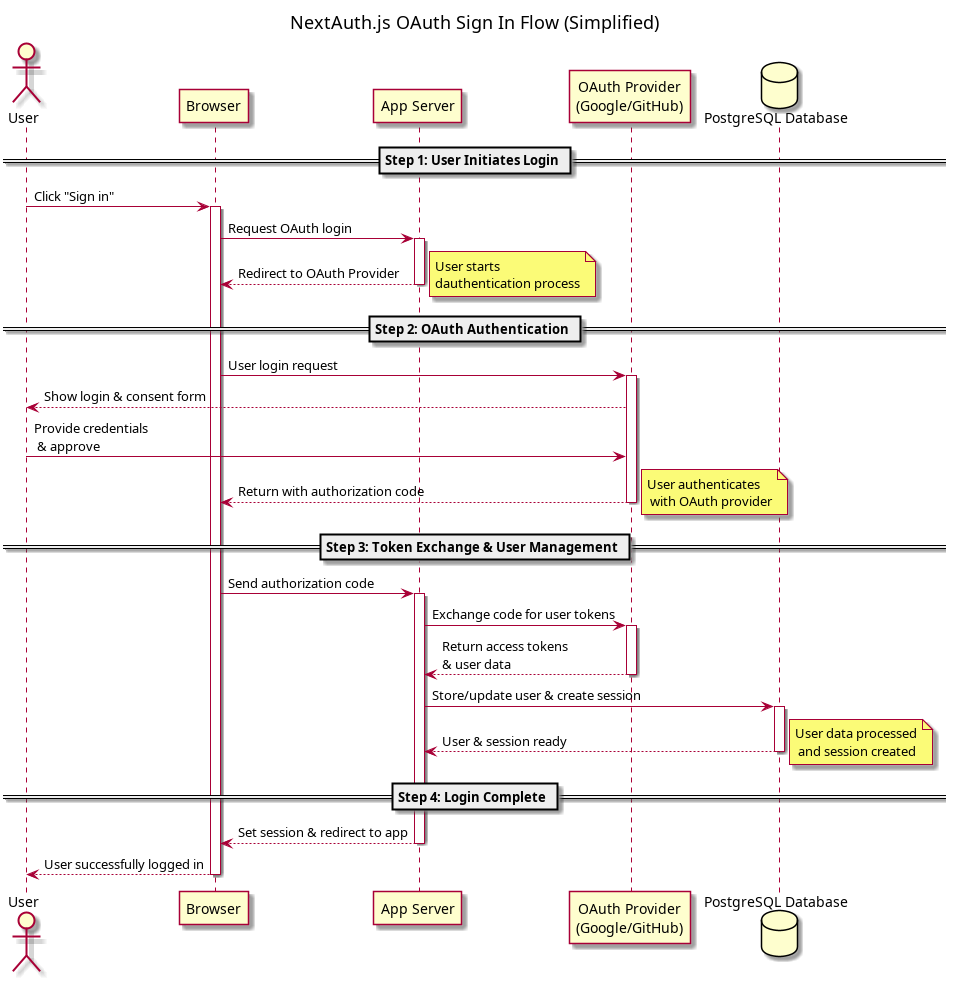 NextAuth.js OAuth Sign In Flow (Simplified)
User
Browser
App Server
OAuth Provider
(Google/GitHub)
PostgreSQL Database
Step 1: User Initiates Login
Click "Sign in"
Request OAuth login
User starts
dauthentication process
Redirect to OAuth Provider
Step 2: OAuth Authentication
User login request
Show login & consent form
Provide credentials
& approve
User authenticates
with OAuth provider
Return with authorization code
Step 3: Token Exchange & User Management
Send authorization code
Exchange code for user tokens
Return access tokens
& user data
Store/update user & create session
User data processed
and session created
User & session ready
Step 4: Login Complete
Set session & redirect to app
User successfully logged in
User
Browser
App Server
OAuth Provider
(Google/GitHub)
PostgreSQL Database